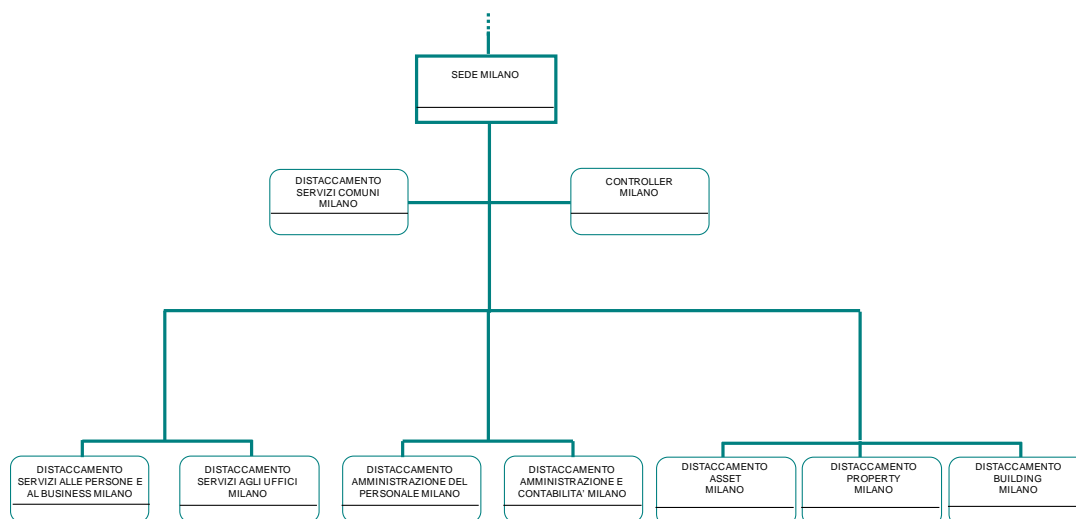 SEDE MILANO
DISTACCAMENTO
SERVIZI COMUNI
MILANO
CONTROLLER
MILANO
DISTACCAMENTO
SERVIZI ALLE PERSONE E
AL BUSINESS MILANO
DISTACCAMENTO
SERVIZI AGLI UFFICI
MILANO
DISTACCAMENTO
AMMINISTRAZIONE DEL
PERSONALE MILANO
DISTACCAMENTO
AMMINISTRAZIONE E
CONTABILITA' MILANO
DISTACCAMENTO
ASSET
MILANO
DISTACCAMENTO
PROPERTY
MILANO
DISTACCAMENTO
BUILDING
MILANO